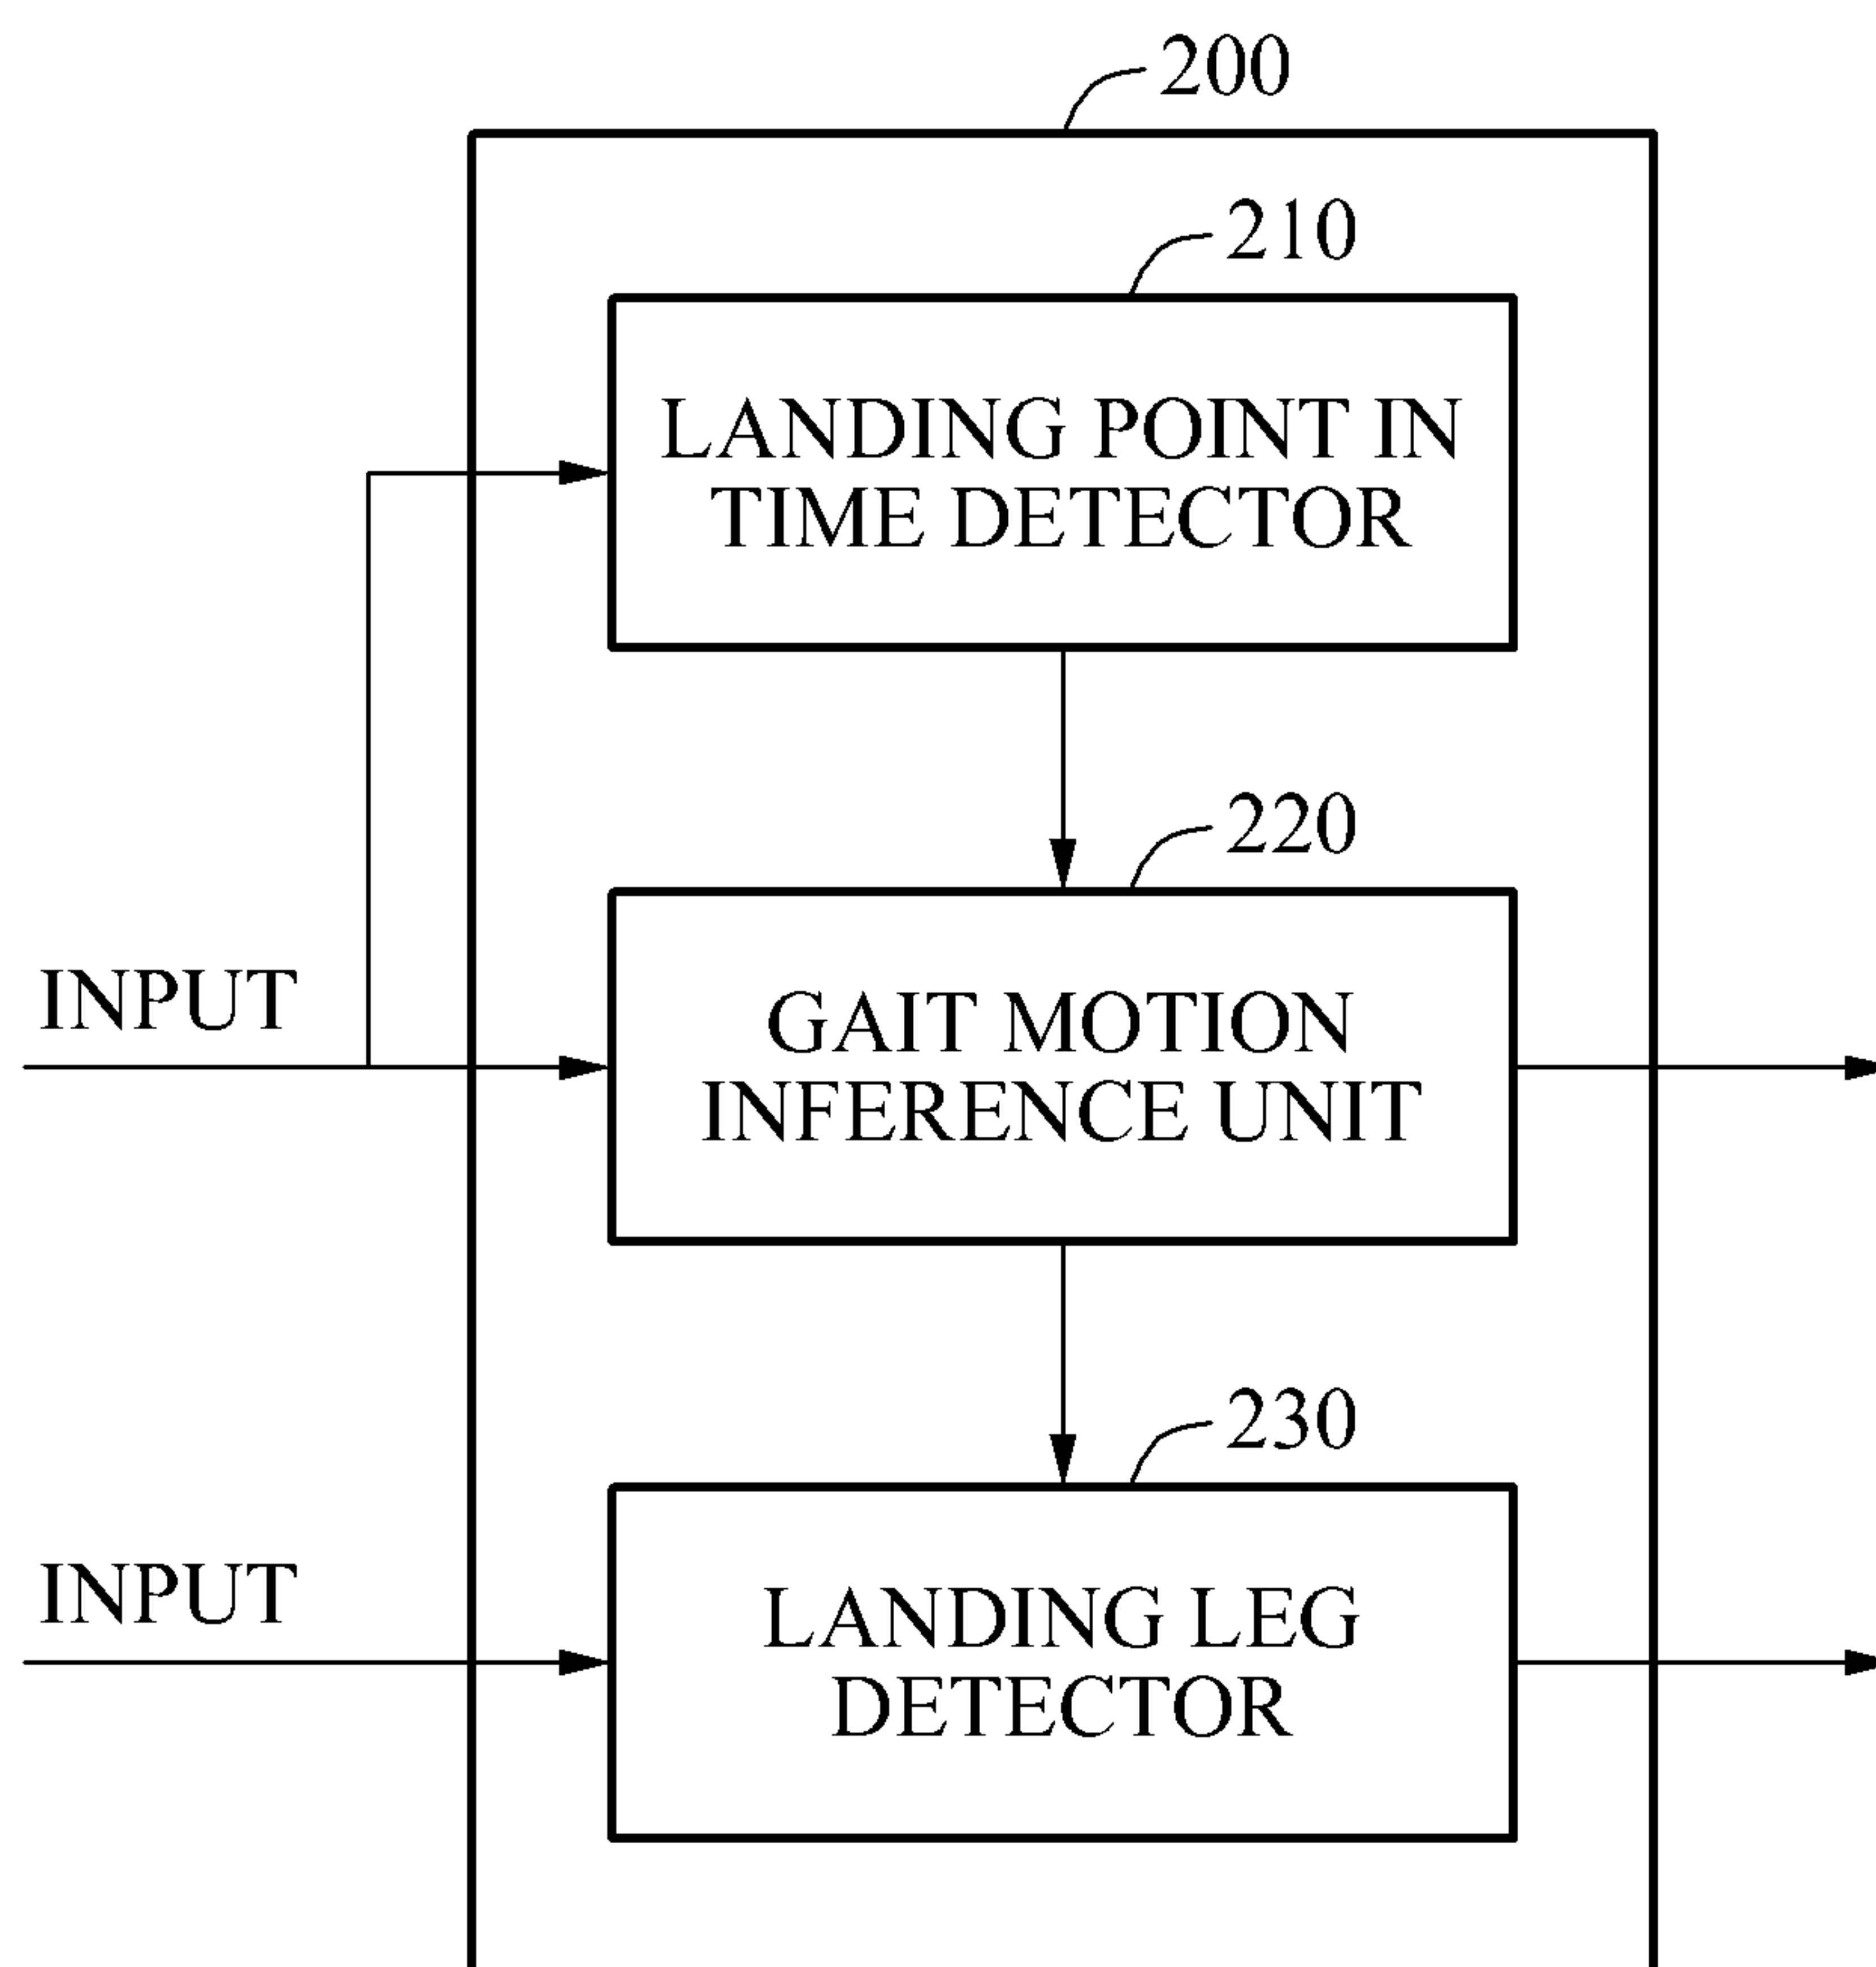 200
210
LANDING POINT IN
TIME DETECTOR
220
INPUT
GAIT MOTION
INFERENCE UNIT
230
INPUT
LANDING LEG
DETECTOR